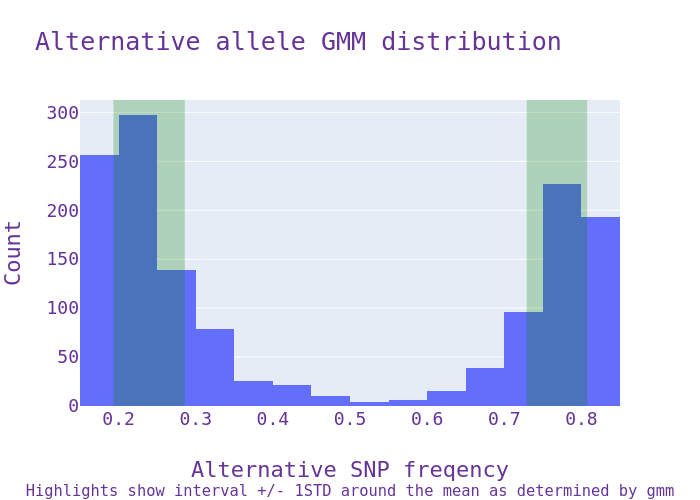 Alternative allele GMM distribution
300
250
200
150
100
50
0
Count
0.2 0.3 0.4 0.5 0.6 0.7 0.8
Alternative SNP freqency
Highlights show interval +/- 1STD around the mean as determined by gmm